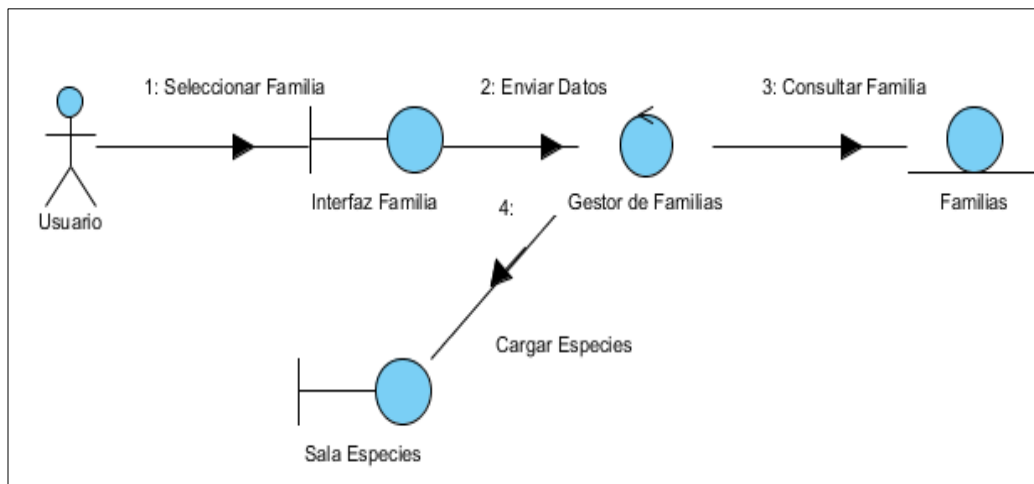 1: Seleccionar Familia
2: Enviar Datos
3: Consultar Familia
Usuario
Interfaz Familia
Gestor de Familias
Familias
4:
Cargar Especies
Sala Especies